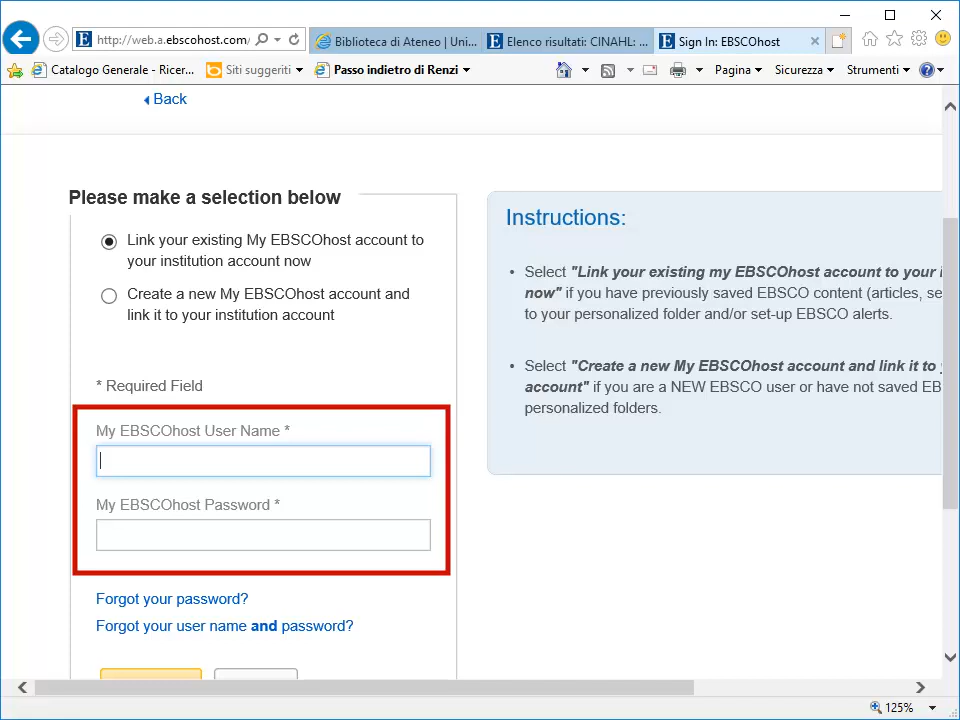 http://web.a.ebscohost.com/
Biblioteca di Ateneo | Uni...
Elenco risultati: CINAHL: ...
Sign In: EBSCOhost
Catalogo Generale - Ricer...
Siti suggeriti
Passo indietro di Renzi
Pagina
Sicurezza
Strumenti
Back
Please make a selection below
Link your existing My EBSCOhost account to
your institution account now
Create a new My EBSCOhost account and
link it to your institution account
* Required Field
My EBSCOhost User Name *
My EBSCOhost Password *
Forgot your password?
Forgot your user name and password?
Instructions:
• Select "Link your existing my EBSCOhost account to your i
now" if you have previously saved EBSCO content (articles, se
to your personalized folder and/or set-up EBSCO alerts.
• Select "Create a new My EBSCOhost account and link it to
account" if you are a NEW EBSCO user or have not saved EB
personalized folders.
125%